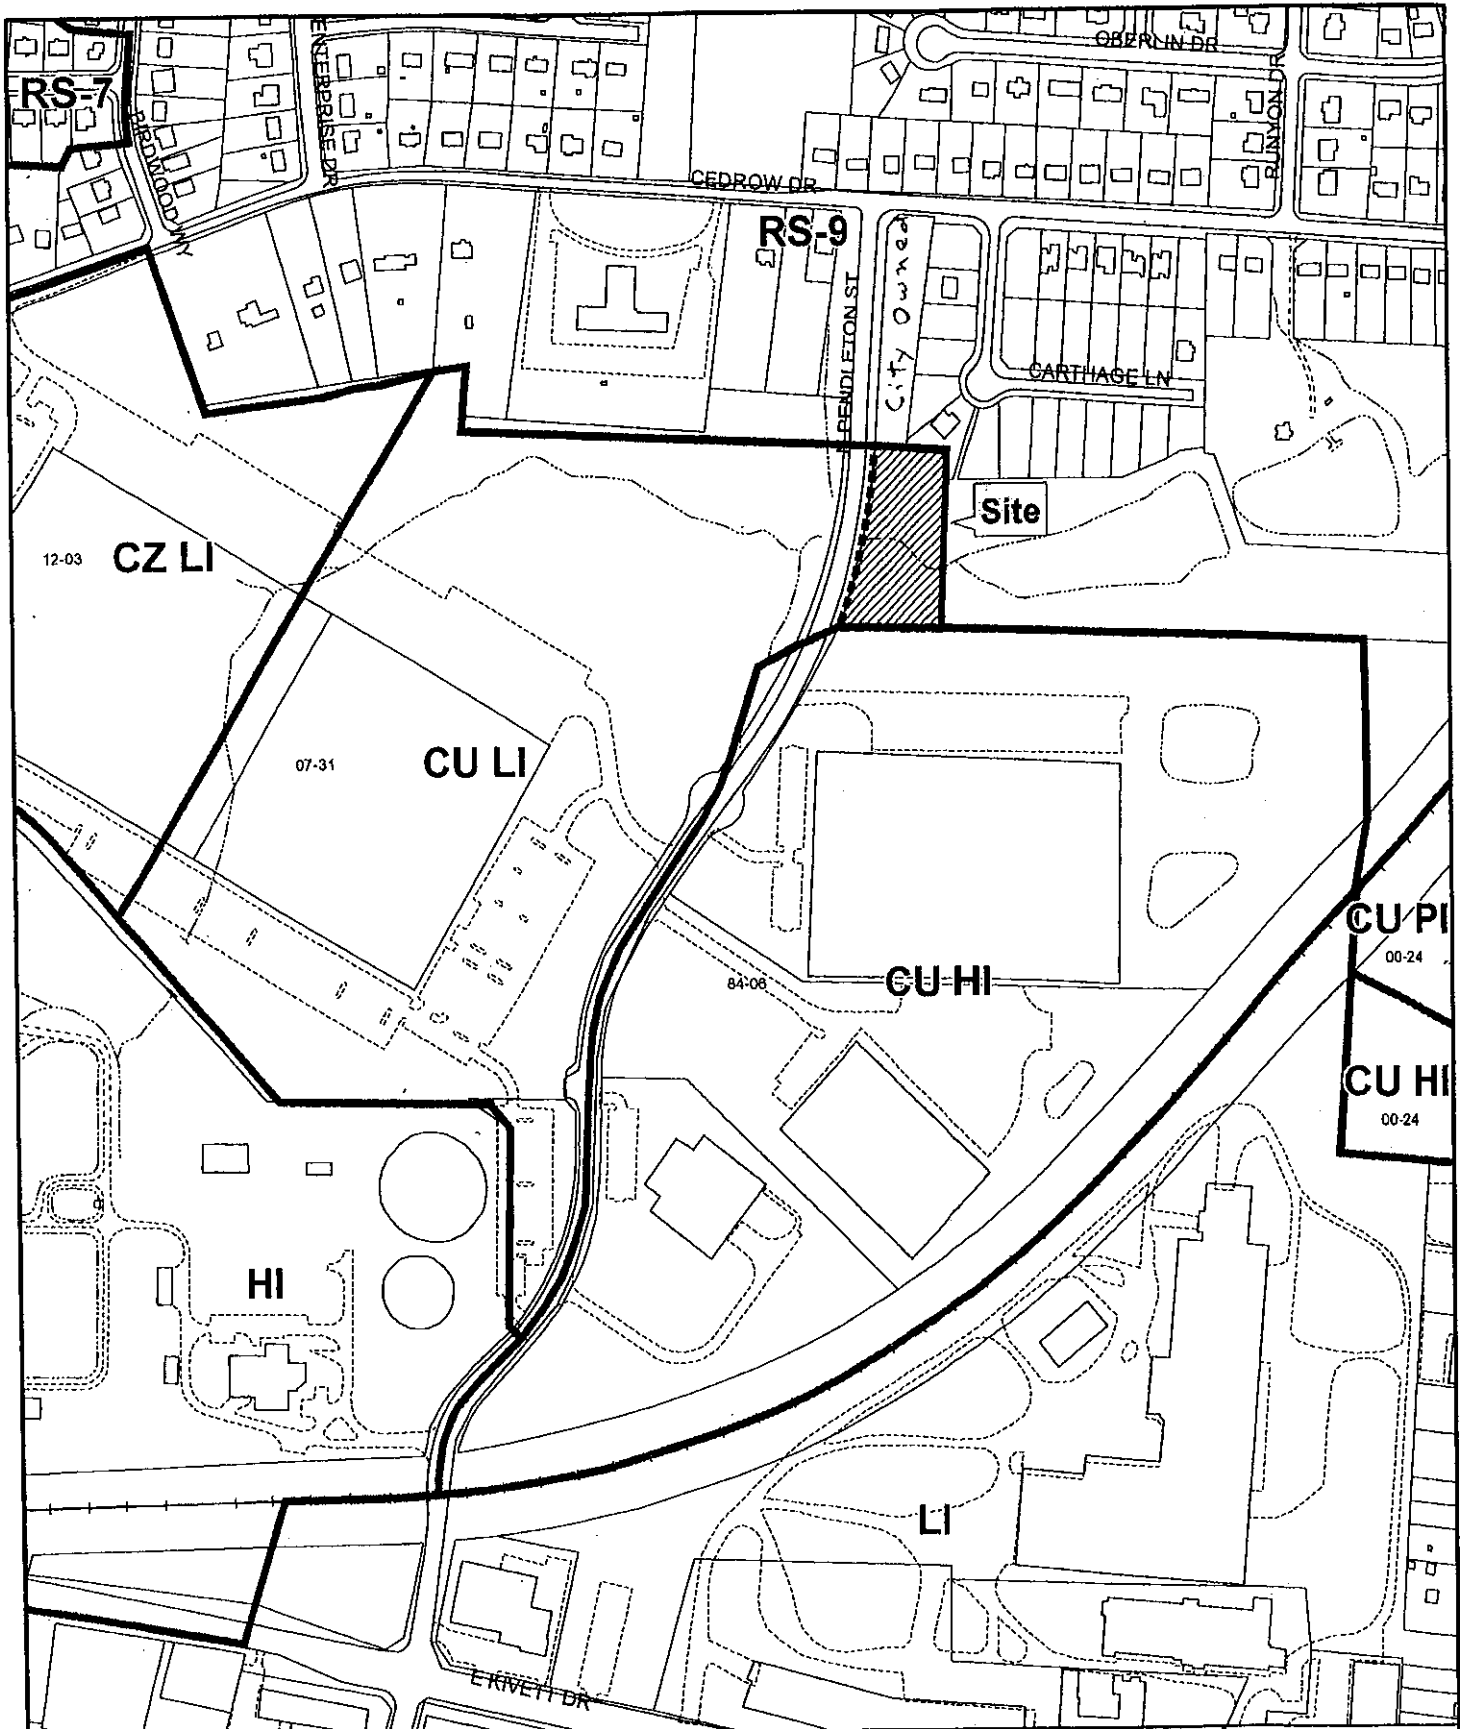 OBERLIN DR
ENTERPRISE DR
RS-7
RUNYON DR
BIRDWOOD WY
CEDROW DR
RS-9
City Owned
PENDLETON ST
CARTHAGE LN
Site
12-03
CZ LI
07-31
CU LI
CU PI
00-24
84-06
CU HI
CU HI
00-24
HI
LI
E KIVETT DR